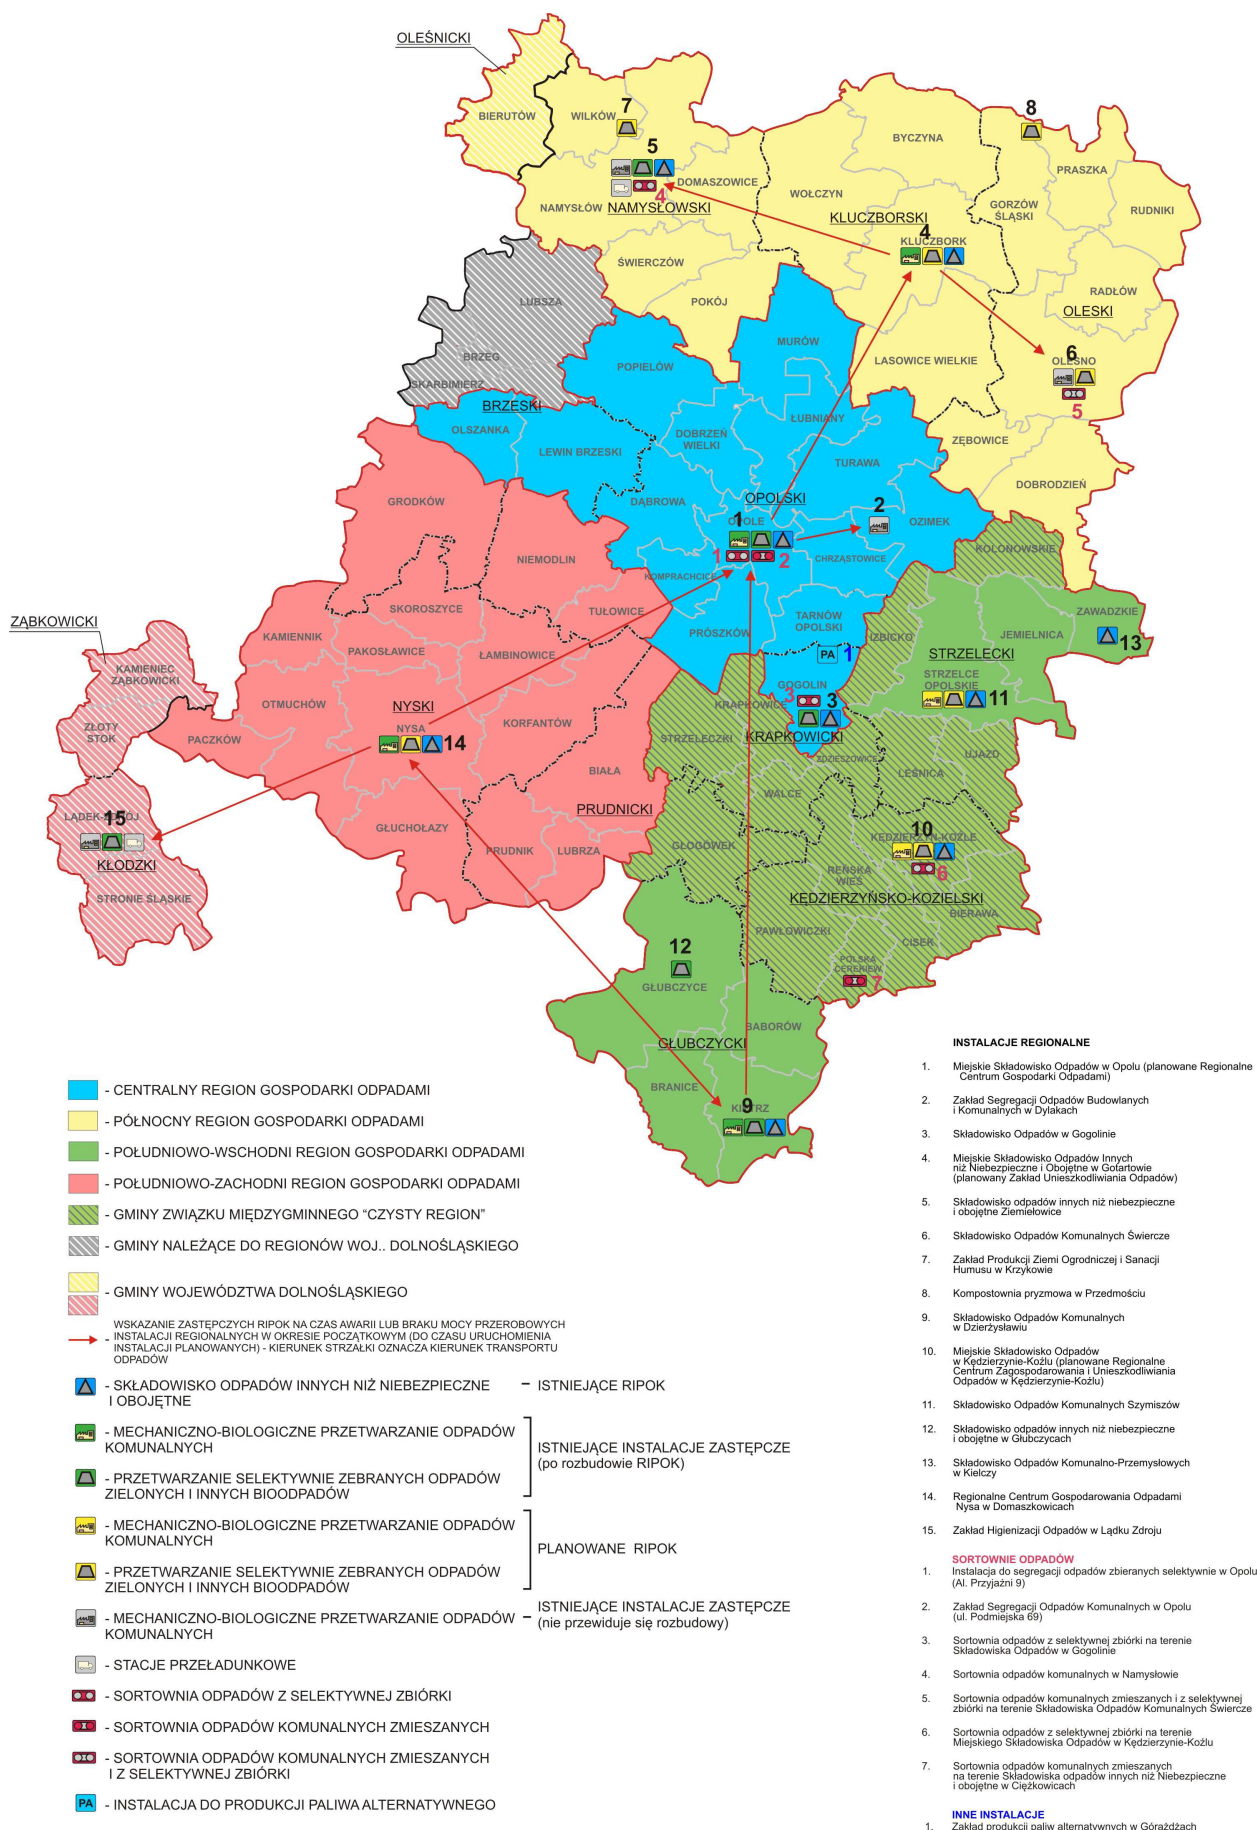 OLEŚNICKI
BIERUTÓW
WILKÓW
7
8
BYCZYNA
5
PRASZKA
DOMASZOWICE
WOŁCZYN
4
NAMYSŁÓW
NAMYSŁOWSKI
KLUCZBORSKI
GORZÓW
ŚLĄSKI
RUDNIKI
4
KLUCZBORK
ŚWIERCZÓW
POKÓJ
LUBSZA
RADŁÓW
OLESKI
MURÓW
BRZEG
SKARBIMIERZ
POPIELÓW
LASOWICE WIELKIE
6
OLESNO
5
BRZESKI
OLSZANKA
LEWIN BRZESKI
DOBRZEŃ
WIELKI
ŁUBNIANY
ZĘBOWICE
TURAWA
DOBRODZIEŃ
GRODKÓW
DĄBROWA
OPOLSKI
2
1
OPOLE
OZIMEK
NIEMODLIN
1
2
CHRZĄSTOWICE
KOLONOWSKIE
KOMPRACHCICE
SKOROSZYCE
TUŁOWICE
ZAWADZKIE
ZĄBKOWICKI
KAMIENNIK
PRÓSZKÓW
TARNÓW
OPOLSKI
IZBICKO
JEMIELNICA
13
PAKOSŁAWICE
ŁAMBINOWICE
PA 1
STRZELECKI
KAMIENIEC
ZĄBKOWICKI
STRZELCE
OPOLSKIE
11
GOGOLIN
3
3
OTMUCHÓW
NYSKI
KRAPKOWICE
ZŁOTY
STOK
NYSA
14
KORFANTÓW
PACZKÓW
STRZELECZKI
KRAPKOWICKI
ZDZIESZOWICE
UJAZD
LEŚNICA
BIAŁA
WALCE
PRUDNICKI
15
GŁUCHOŁAZY
10
KĘDZIERZYN-KOŹLE
KŁODZKI
PRUDNIK
LUBRZA
GŁOGÓWEK
REŃSKA
WIEŚ
6
STRONIE ŚLĄSKIE
KĘDZIERZYŃSKO-KOZIELSKI
BIERAWA
PAWŁOWICZKI
CISEK
12
POLSKA
CEREKIEW
7
GŁUBCZYCE
BABORÓW
GŁUBCZYCKI
BRANICE
9
- CENTRALNY REGION GOSPODARKI ODPADAMI
- PÓŁNOCNY REGION GOSPODARKI ODPADAMI
- POŁUDNIOWO-WSCHODNI REGION GOSPODARKI ODPADAMI
- POŁUDNIOWO-ZACHODNI REGION GOSPODARKI ODPADAMI
- GMINY ZWIĄZKU MIĘDZYGMINNEGO “CZYSTY REGION”
- GMINY NALEŻĄCE DO REGIONÓW WOJ.. DOLNOŚLĄSKIEGO
- GMINY WOJEWÓDZTWA DOLNOŚLĄSKIEGO
WSKAZANIE ZASTĘPCZYCH RIPOK NA CZAS AWARII LUB BRAKU MOCY PRZEROBOWYCH
- INSTALACJI REGIONALNYCH W OKRESIE POCZĄTKOWYM (DO CZASU URUCHOMIENIA
INSTALACJI PLANOWANYCH) - KIERUNEK STRZAŁKI OZNACZA KIERUNEK TRANSPORTU
ODPADÓW
- SKŁADOWISKO ODPADÓW INNYCH NIŻ NIEBEZPIECZNE
I OBOJĘTNE
– ISTNIEJĄCE RIPOK
- MECHANICZNO-BIOLOGICZNE PRZETWARZANIE ODPADÓW
KOMUNALNYCH
- PRZETWARZANIE SELEKTYWNIE ZEBRANYCH ODPADÓW
ZIELONYCH I INNYCH BIOODPADÓW
ISTNIEJĄCE INSTALACJE ZASTĘPCZE
(po rozbudowie RIPOK)
- MECHANICZNO-BIOLOGICZNE PRZETWARZANIE ODPADÓW
KOMUNALNYCH
- PRZETWARZANIE SELEKTYWNIE ZEBRANYCH ODPADÓW
ZIELONYCH I INNYCH BIOODPADÓW
PLANOWANE RIPOK
- MECHANICZNO-BIOLOGICZNE PRZETWARZANIE ODPADÓW
KOMUNALNYCH
– ISTNIEJĄCE INSTALACJE ZASTĘPCZE
(nie przewiduje się rozbudowy)
- STACJE PRZEŁADUNKOWE
- SORTOWNIA ODPADÓW Z SELEKTYWNEJ ZBIÓRKI
- SORTOWNIA ODPADÓW KOMUNALNYCH ZMIESZANYCH
- SORTOWNIA ODPADÓW KOMUNALNYCH ZMIESZANYCH
I Z SELEKTYWNEJ ZBIÓRKI
PA - INSTALACJA DO PRODUKCJI PALIWA ALTERNATYWNEGO
INSTALACJE REGIONALNE
1. Miejskie Składowisko Odpadów w Opolu (planowane Regionalne
Centrum Gospodarki Odpadami)
2. Zakład Segregacji Odpadów Budowlanych
i Komunalnych w Dylakach
3. Składowisko Odpadów w Gogolinie
4. Miejskie Składowisko Odpadów Innych
niż Niebezpieczne i Obojętne w Gotartowie
(planowany Zakład Unieszkodliwiania Odpadów)
5. Składowisko odpadów innych niż niebezpieczne
i obojętne Ziemiełowice
6. Składowisko Odpadów Komunalnych Świercze
7. Zakład Produkcji Ziemi Ogrodniczej i Sanacji
Humusu w Krzykowie
8. Kompostownia pryzmowa w Przedmościu
9. Składowisko Odpadów Komunalnych
w Dzierżysławiu
10. Miejskie Składowisko Odpadów
w Kędzierzynie-Koźlu (planowane Regionalne
Centrum Zagospodarowania i Unieszkodliwiania
Odpadów w Kędzierzynie-Koźlu)
11. Składowisko Odpadów Komunalnych Szymiszów
12. Składowisko odpadów innych niż niebezpieczne
i obojętne w Głubczycach
13. Składowisko Odpadów Komunalno-Przemysłowych
w Kielczy
14. Regionalne Centrum Gospodarowania Odpadami
Nysa w Domaszkowicach
15. Zakład Higienizacji Odpadów w Lądku Zdroju
SORTOWNIE ODPADÓW
1. Instalacja do segregacji odpadów zbieranych selektywnie w Opolu
(Al. Przyjaźni 9)
2. Zakład Segregacji Odpadów Komunalnych w Opolu
(ul. Podmiejska 69)
3. Sortownia odpadów z selektywnej zbiórki na terenie
Składowiska Odpadów w Gogolinie
4. Sortownia odpadów komunalnych w Namysłowie
5. Sortownia odpadów komunalnych zmieszanych i z selektywnej
zbiórki na terenie Składowiska Odpadów Komunalnych Świercze
6. Sortownia odpadów z selektywnej zbiórki na terenie
Miejskiego Składowiska Odpadów w Kędzierzynie-Koźlu
7. Sortownia odpadów komunalnych zmieszanych
na terenie Składowiska odpadów innych niż Niebezpieczne
i obojętne w Ciężkowicach
INNE INSTALACJE
1. Zakład produkcji paliw alternatywnych w Górażdżach